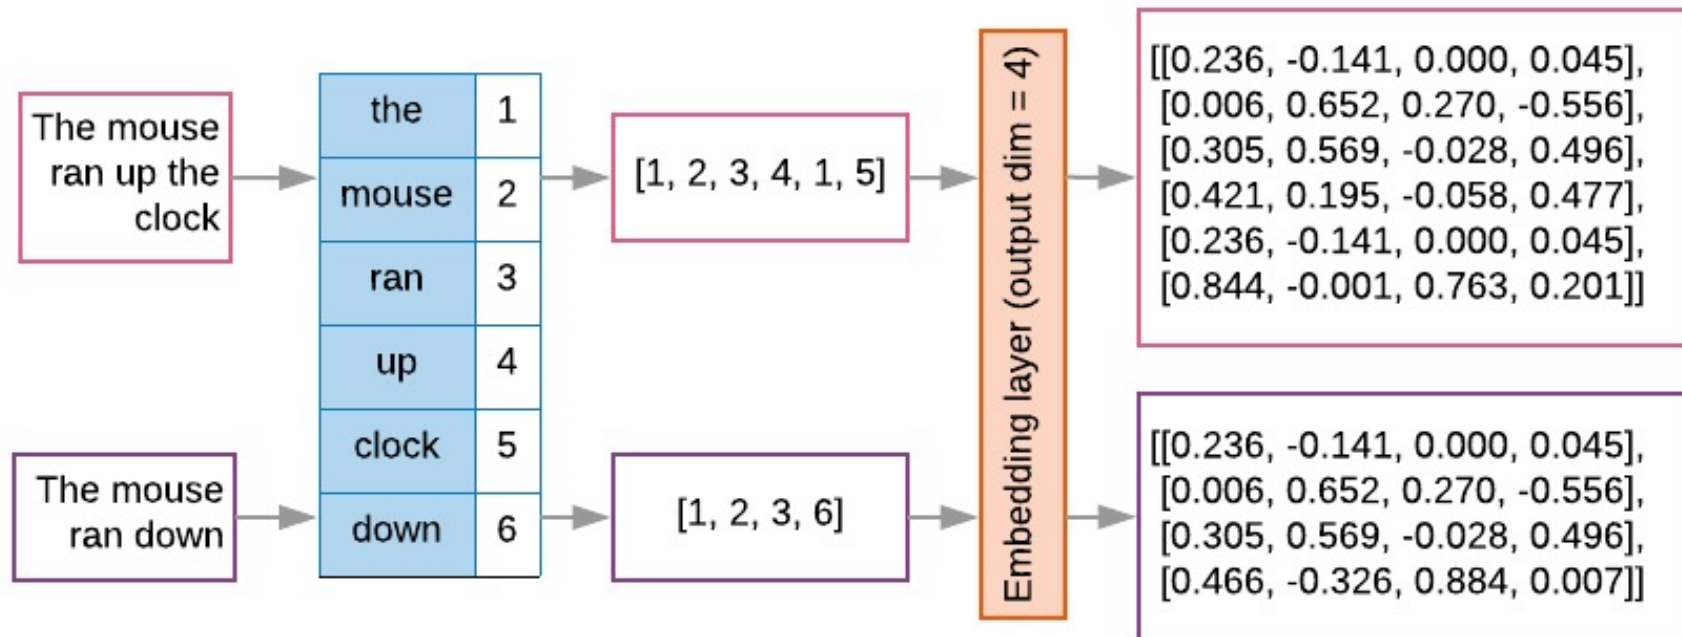 The mouse
ran up the
clock
the 1
mouse 2
ran 3
up 4
clock 5
down 6
[1, 2, 3, 4, 1, 5]
Embedding layer (output dim = 4)
[[0.236, -0.141, 0.000, 0.045],
[0.006, 0.652, 0.270, -0.556],
[0.305, 0.569, -0.028, 0.496],
[0.421, 0.195, -0.058, 0.477],
[0.236, -0.141, 0.000, 0.045],
[0.844, -0.001, 0.763, 0.201]]
The mouse
ran down
[1, 2, 3, 6]
[[0.236, -0.141, 0.000, 0.045],
[0.006, 0.652, 0.270, -0.556],
[0.305, 0.569, -0.028, 0.496],
[0.466, -0.326, 0.884, 0.007]]